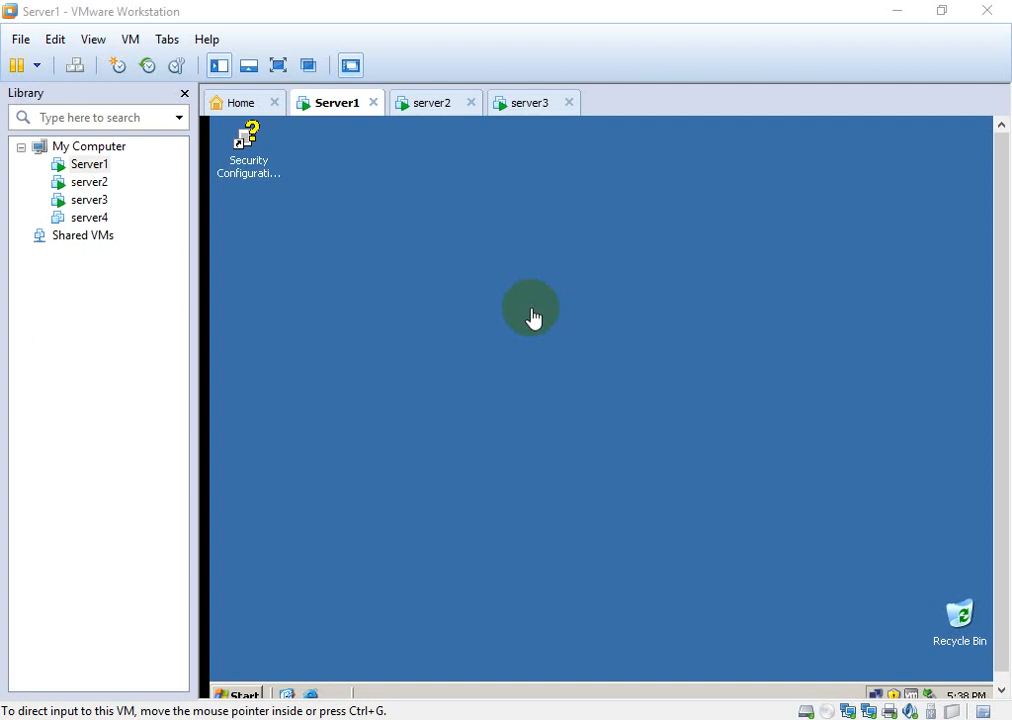 Server1 - VMware Workstation
File Edit View VM Tabs Help
Library
Type here to search
My Computer
Server1
server2
server3
server4
Shared VMs
Home
Server1
server2
server3
Security
Configurati...
Recycle Bin
Start
5:38 PM
To direct input to this VM, move the mouse pointer inside or press Ctrl+G.